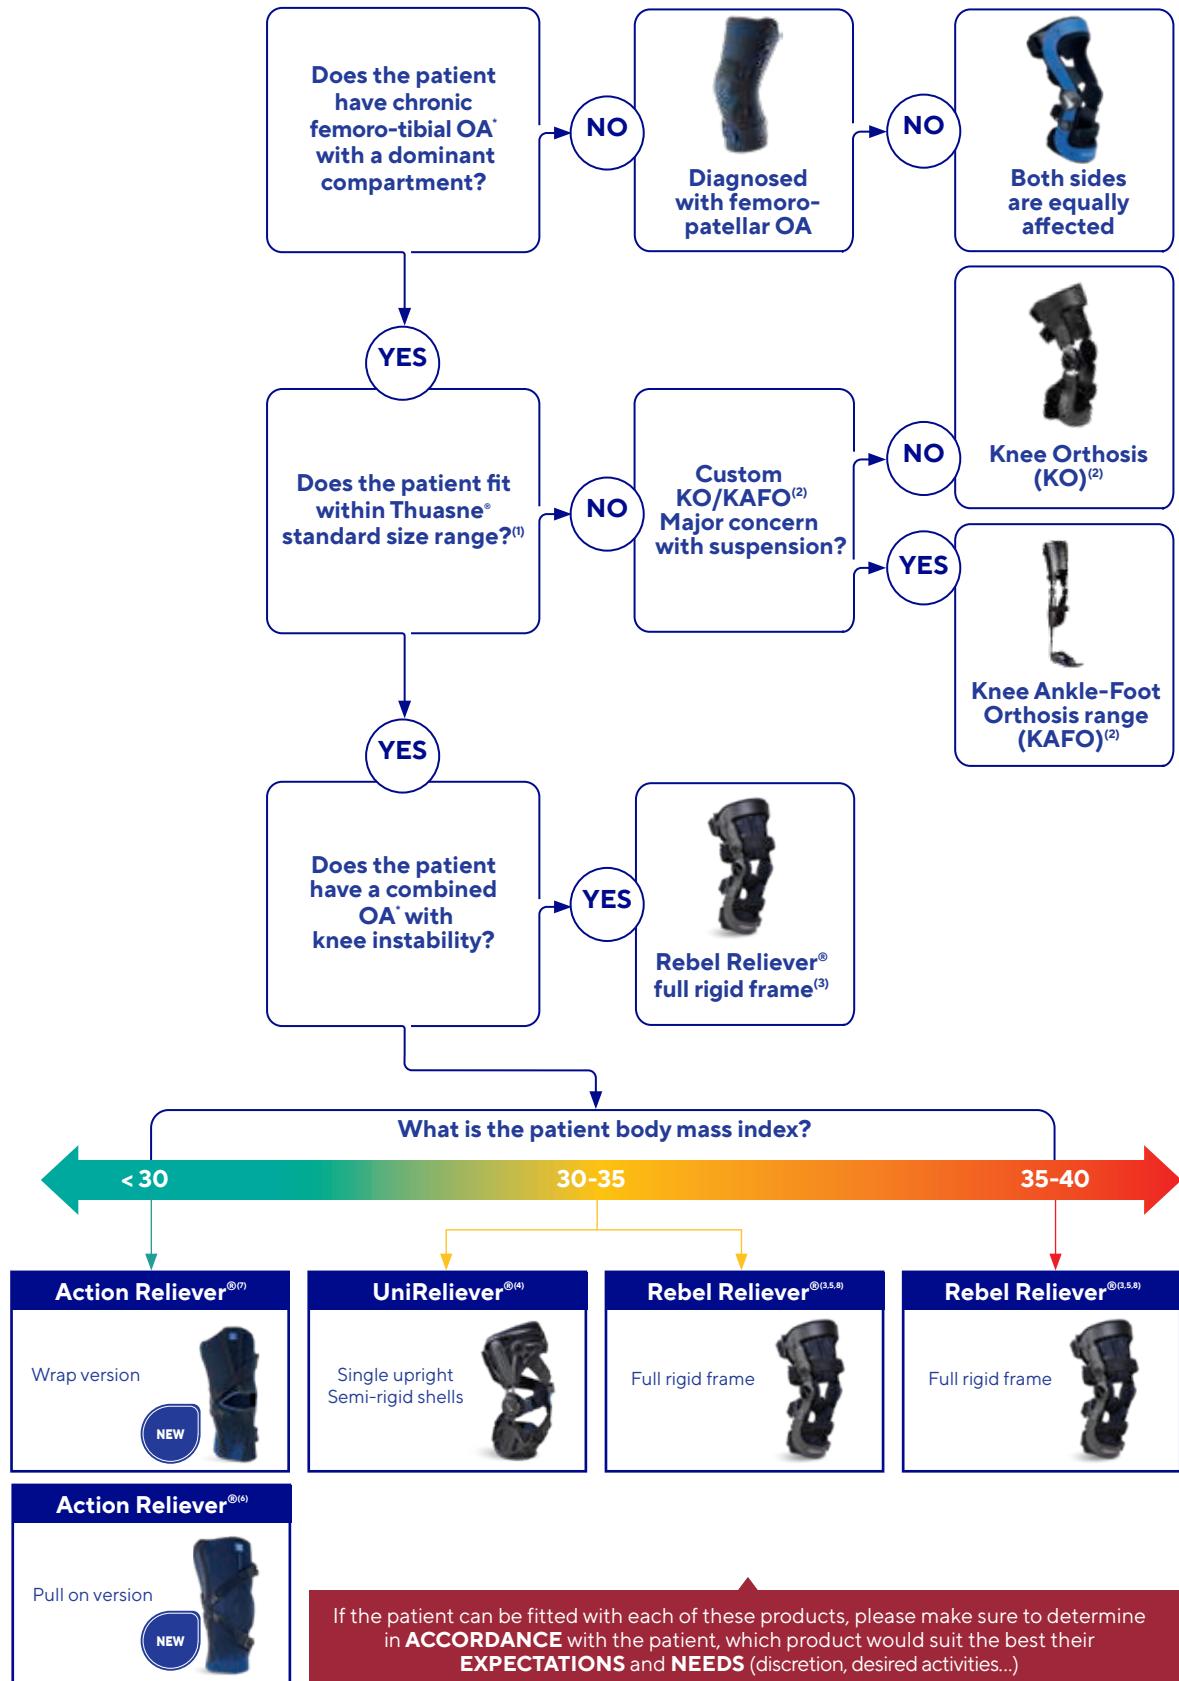 Does the patient
have chronic
femoro-tibial OA*
with a dominant
compartment?
NO
Diagnosed
with femoro-
patellar OA
NO
Both sides
are equally
affected
YES
Does the patient fit
within Thuasne®
standard size range?(1)
NO
Custom
KO/KAFO(2)
Major concern
with suspension?
NO
Knee Orthosis
(KO)(2)
YES
Knee Ankle-Foot
Orthosis range
(KAFO)(2)
YES
Does the patient
have a combined
OA* with
knee instability?
YES
Rebel Reliever®
full rigid frame(3)
What is the patient body mass index?
< 30
30-35
35-40
Action Reliever®(7)
Wrap version
NEW
UniReliever®(4)
Single upright
Semi-rigid shells
Rebel Reliever®(3,5,8)
Full rigid frame
Rebel Reliever®(3,5,8)
Full rigid frame
Action Reliever®(6)
Pull on version
NEW
If the patient can be fitted with each of these products, please make sure to determine
in ACCORDANCE with the patient, which product would suit the best their
EXPECTATIONS and NEEDS (discretion, desired activities...)